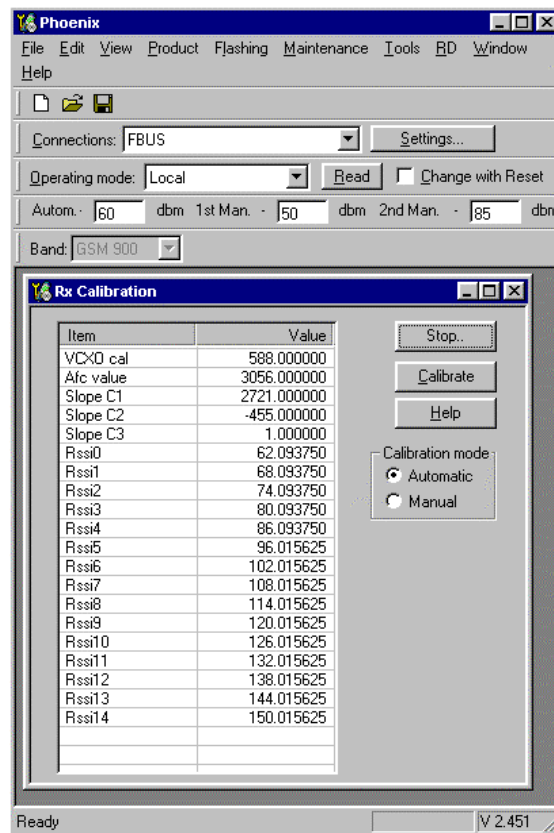 Phoenix
File Edit View Product Flashing Maintenance Tools RD Window
Help
Connections: FBUS Settings...
Operating mode: Local Read Change with Reset
Autom.- 60 dbm 1st Man. - 50 dbm 2nd Man. - 85 dbm
Band: GSM 900
Rx Calibration
Item Value
VCXO cal 588.000000
Afc value 3056.000000
Slope C1 2721.000000
Slope C2 -455.000000
Slope C3 1.000000
Rssi0 62.093750
Rssi1 68.093750
Rssi2 74.093750
Rssi3 80.093750
Rssi4 86.093750
Rssi5 96.015625
Rssi6 102.015625
Rssi7 108.015625
Rssi8 114.015625
Rssi9 120.015625
Rssi10 126.015625
Rssi11 132.015625
Rssi12 138.015625
Rssi13 144.015625
Rssi14 150.015625
Stop..
Calibrate
Help
Calibration mode
Automatic
Manual
Ready V 2.451